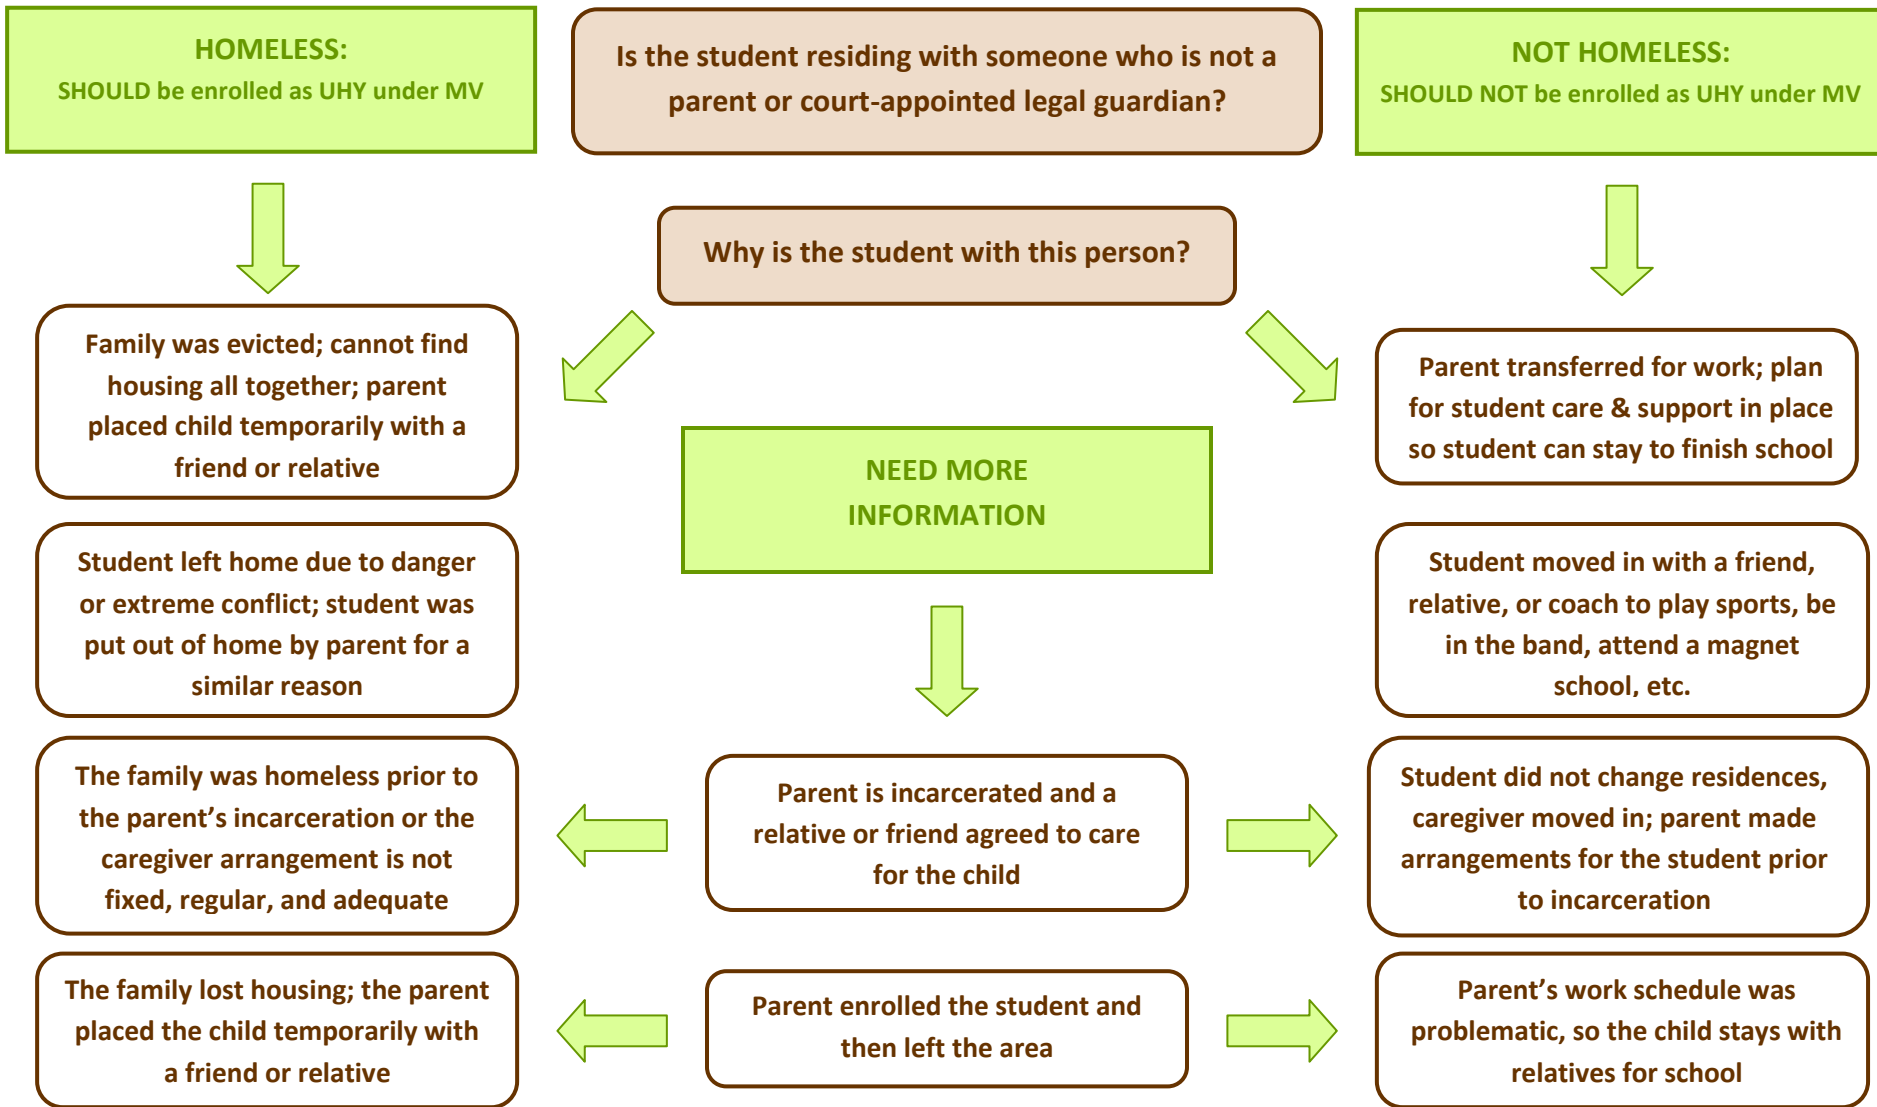 HOMELESS:
SHOULD be enrolled as UHY under MV
Is the student residing with someone who is not a
parent or court-appointed legal guardian?
NOT HOMELESS:
SHOULD NOT be enrolled as UHY under MV
Why is the student with this person?
Family was evicted; cannot find
housing all together; parent
placed child temporarily with a
friend or relative
Parent transferred for work; plan
for student care & support in place
so student can stay to finish school
NEED MORE
INFORMATION
Student left home due to danger
or extreme conflict; student was
put out of home by parent for a
similar reason
Student moved in with a friend,
relative, or coach to play sports, be
in the band, attend a magnet
school, etc.
The family was homeless prior to
the parent’s incarceration or the
caregiver arrangement is not
fixed, regular, and adequate
Parent is incarcerated and a
relative or friend agreed to care
for the child
Student did not change residences,
caregiver moved in; parent made
arrangements for the student prior
to incarceration
The family lost housing; the parent
placed the child temporarily with
a friend or relative
Parent enrolled the student and
then left the area
Parent’s work schedule was
problematic, so the child stays with
relatives for school